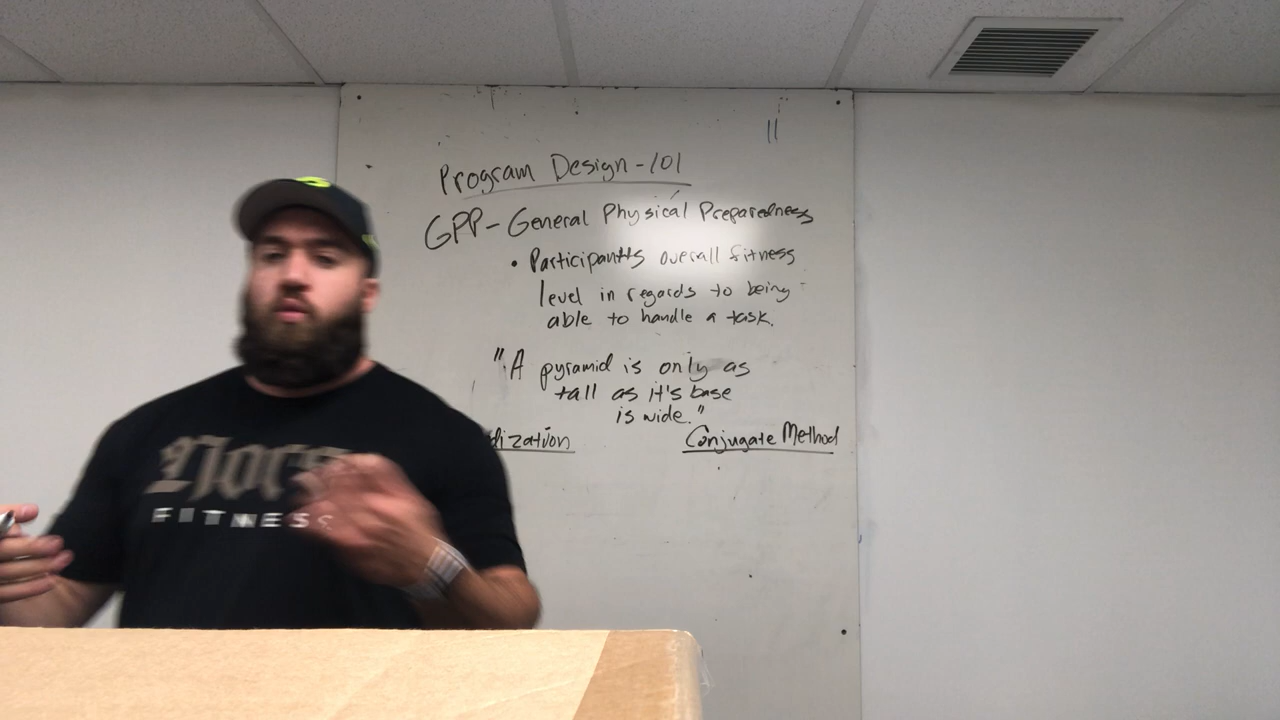 Program Design-101
GPP-General Physical Preparedness
• Participants overall fitness
level in regards to being
able to handle a task.
"A pyramid is only as
tall as it's base
is wide."
Conjugate Method
FITNESS